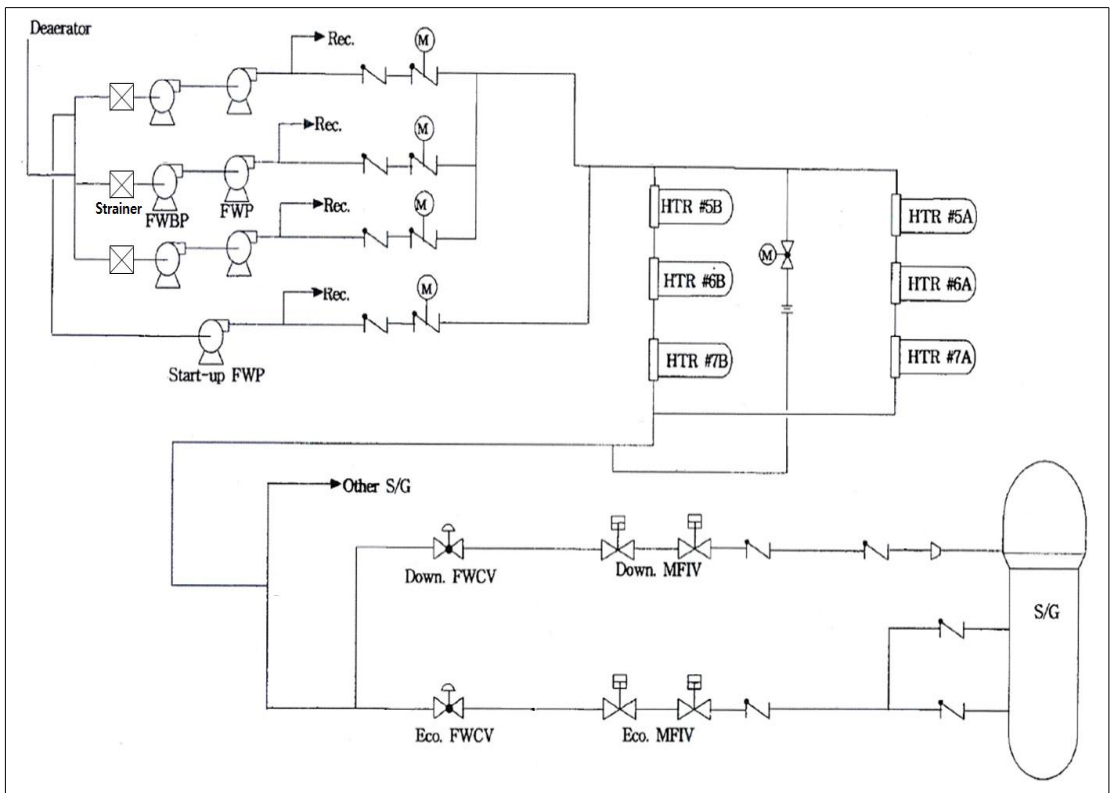 Deaerator
Rec.
M
M
Rec.
Strainer
FWBP
FWP
M
Rec.
M
Rec.
Start-up FWP
HTR #5B
HTR #5A
M
HTR #6B
HTR #6A
HTR #7B
HTR #7A
Other S/G
Down. FWCV
Down. MFIV
S/G
Eco. FWCV
Eco. MFIV